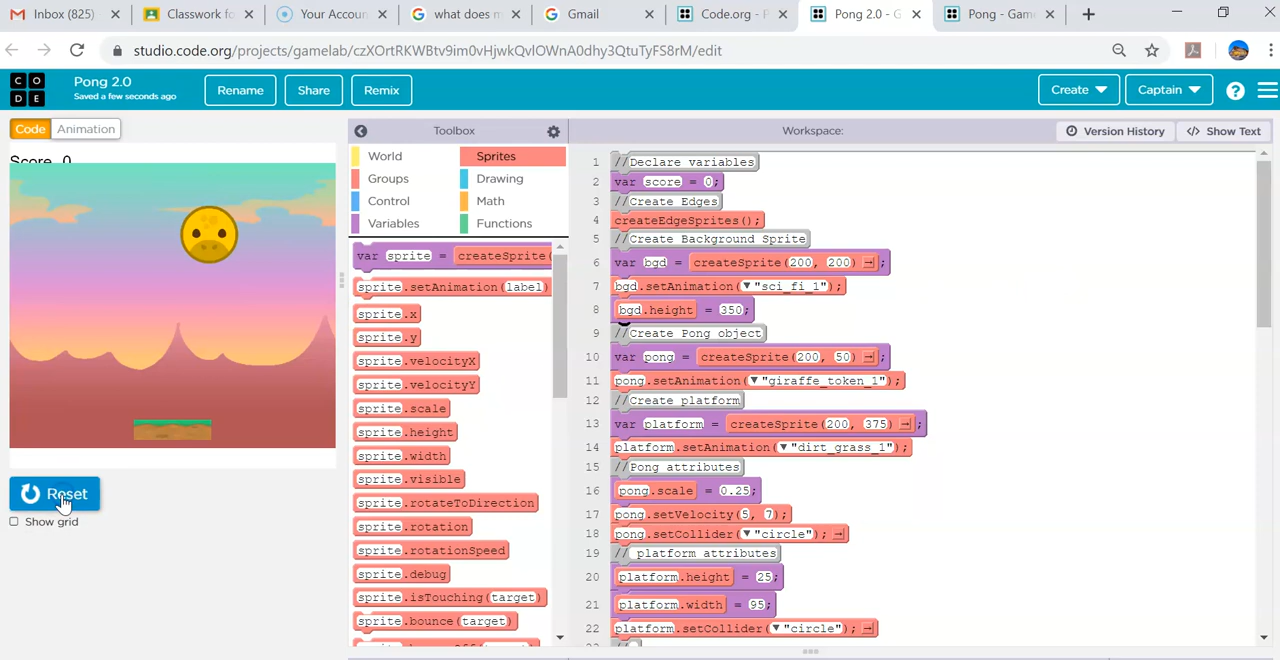 Inbox (825)
Classwork fo
Your Accoun
what does m
Gmail
Code.org - P
Pong 2.0 - G
Pong - Game
studio.code.org/projects/gamelab/czXOrtRKWBtv9im0vHjwkQvIOWnA0dhy3QtuTyFS8rM/edit
C O
D E
Pong 2.0
Saved a few seconds ago
Rename
Share
Remix
Create
Captain
Code
Animation
Score 0
Reset
Show grid
Toolbox
World
Sprites
Groups
Drawing
Control
Math
Variables
Functions
var sprite = createSprite(
sprite.setAnimation(label)
sprite.x
sprite.y
sprite.velocityX
sprite.velocityY
sprite.scale
sprite.height
sprite.width
sprite.visible
sprite.rotateToDirection
sprite.rotation
sprite.rotationSpeed
sprite.debug
sprite.isTouching(target)
sprite.bounce(target)
Workspace:
Version History
</> Show Text
1 //Declare variables
2 var score = 0;
3 //Create Edges
4 createEdgeSprites();
5 //Create Background Sprite
6 var bgd = createSprite(200, 200);
7 bgd.setAnimation("sci_fi_1");
8 bgd.height = 350;
9 //Create Pong object
10 var pong = createSprite(200, 50);
11 pong.setAnimation("giraffe_token_1");
12 //Create platform
13 var platform = createSprite(200, 375);
14 platform.setAnimation("dirt_grass_1");
15 //Pong attributes
16 pong.scale = 0.25;
17 pong.setVelocity(5, 7);
18 pong.setCollider("circle");
19 // platform attributes
20 platform.height = 25;
21 platform.width = 95;
22 platform.setCollider("circle");